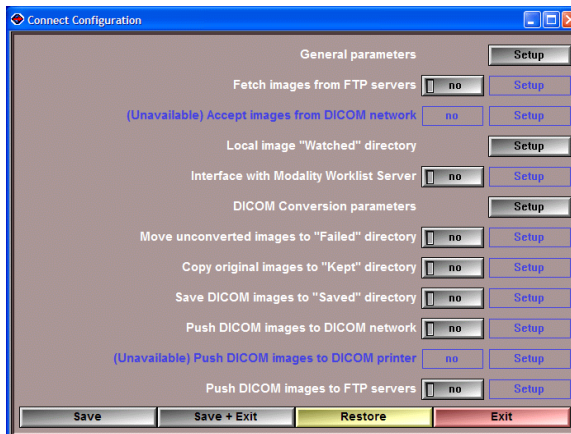 Connect Configuration
General parameters Setup
Fetch images from FTP servers no Setup
(Unavailable) Accept images from DICOM network no Setup
Local image "Watched" directory Setup
Interface with Modality Worklist Server no Setup
DICOM Conversion parameters Setup
Move unconverted images to "Failed" directory no Setup
Copy original images to "Kept" directory no Setup
Save DICOM images to "Saved" directory no Setup
Push DICOM images to DICOM network no Setup
(Unavailable) Push DICOM images to DICOM printer no Setup
Push DICOM images to FTP servers no Setup
Save Save + Exit Restore Exit